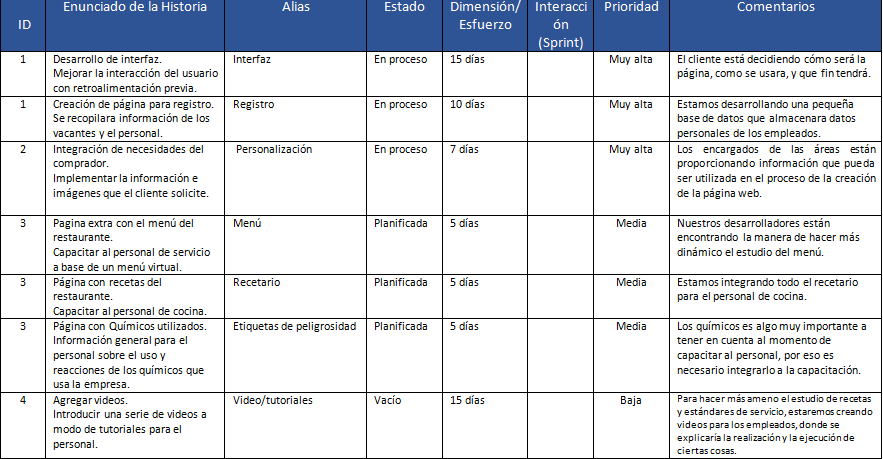 ID
Enunciado de la Historia
Alias
Estado
Dimensión/
Esfuerzo
Interacci
ón
(Sprint)
Prioridad
Comentarios
1
Desarrollo de interfaz.
Mejorar la interacción del usuario
con retroalimentación previa.
Interfaz
En proceso
15 días
Muy alta
El cliente está decidiendo cómo será la
página, como se usara, y que fin tendrá.
1
Creación de página para registro.
Se recopilara información de los
vacantes y el personal.
Registro
En proceso
10 días
Muy alta
Estamos desarrollando una pequeña
base de datos que almacenara datos
personales de los empleados.
2
Integración de necesidades del
comprador.
Implementar la información e
imágenes que el cliente solicite.
Personalización
En proceso
7 días
Muy alta
Los encargados de las áreas están
proporcionando información que pueda
ser utilizada en el proceso de la creación
de la página web.
3
Pagina extra con el menú del
restaurante.
Capacitar al personal de servicio
a base de un menú virtual.
Menú
Planificada
5 días
Media
Nuestros desarrolladores están
encontrando la manera de hacer más
dinámico el estudio del menú.
3
Página con recetas del
restaurante.
Capacitar al personal de cocina.
Recetario
Planificada
5 días
Media
Estamos integrando todo el recetario
para el personal de cocina.
3
Página con Químicos utilizados.
Información general para el
personal sobre el uso y
reacciones de los químicos que
usa la empresa.
Etiquetas de peligrosidad
Planificada
5 días
Media
Los químicos es algo muy importante a
tener en cuenta al momento de
capacitar al personal, por eso es
necesario integrarlo a la capacitación.
4
Agregar videos.
Introducir una serie de videos a
modo de tutoriales para el
personal.
Video/tutoriales
Vacío
15 días
Baja
Para hacer más ameno el estudio de recetas
y estándares de servicio, estaremos creando
videos para los empleados, donde se
explicaría la realización y la ejecución de
ciertas cosas.